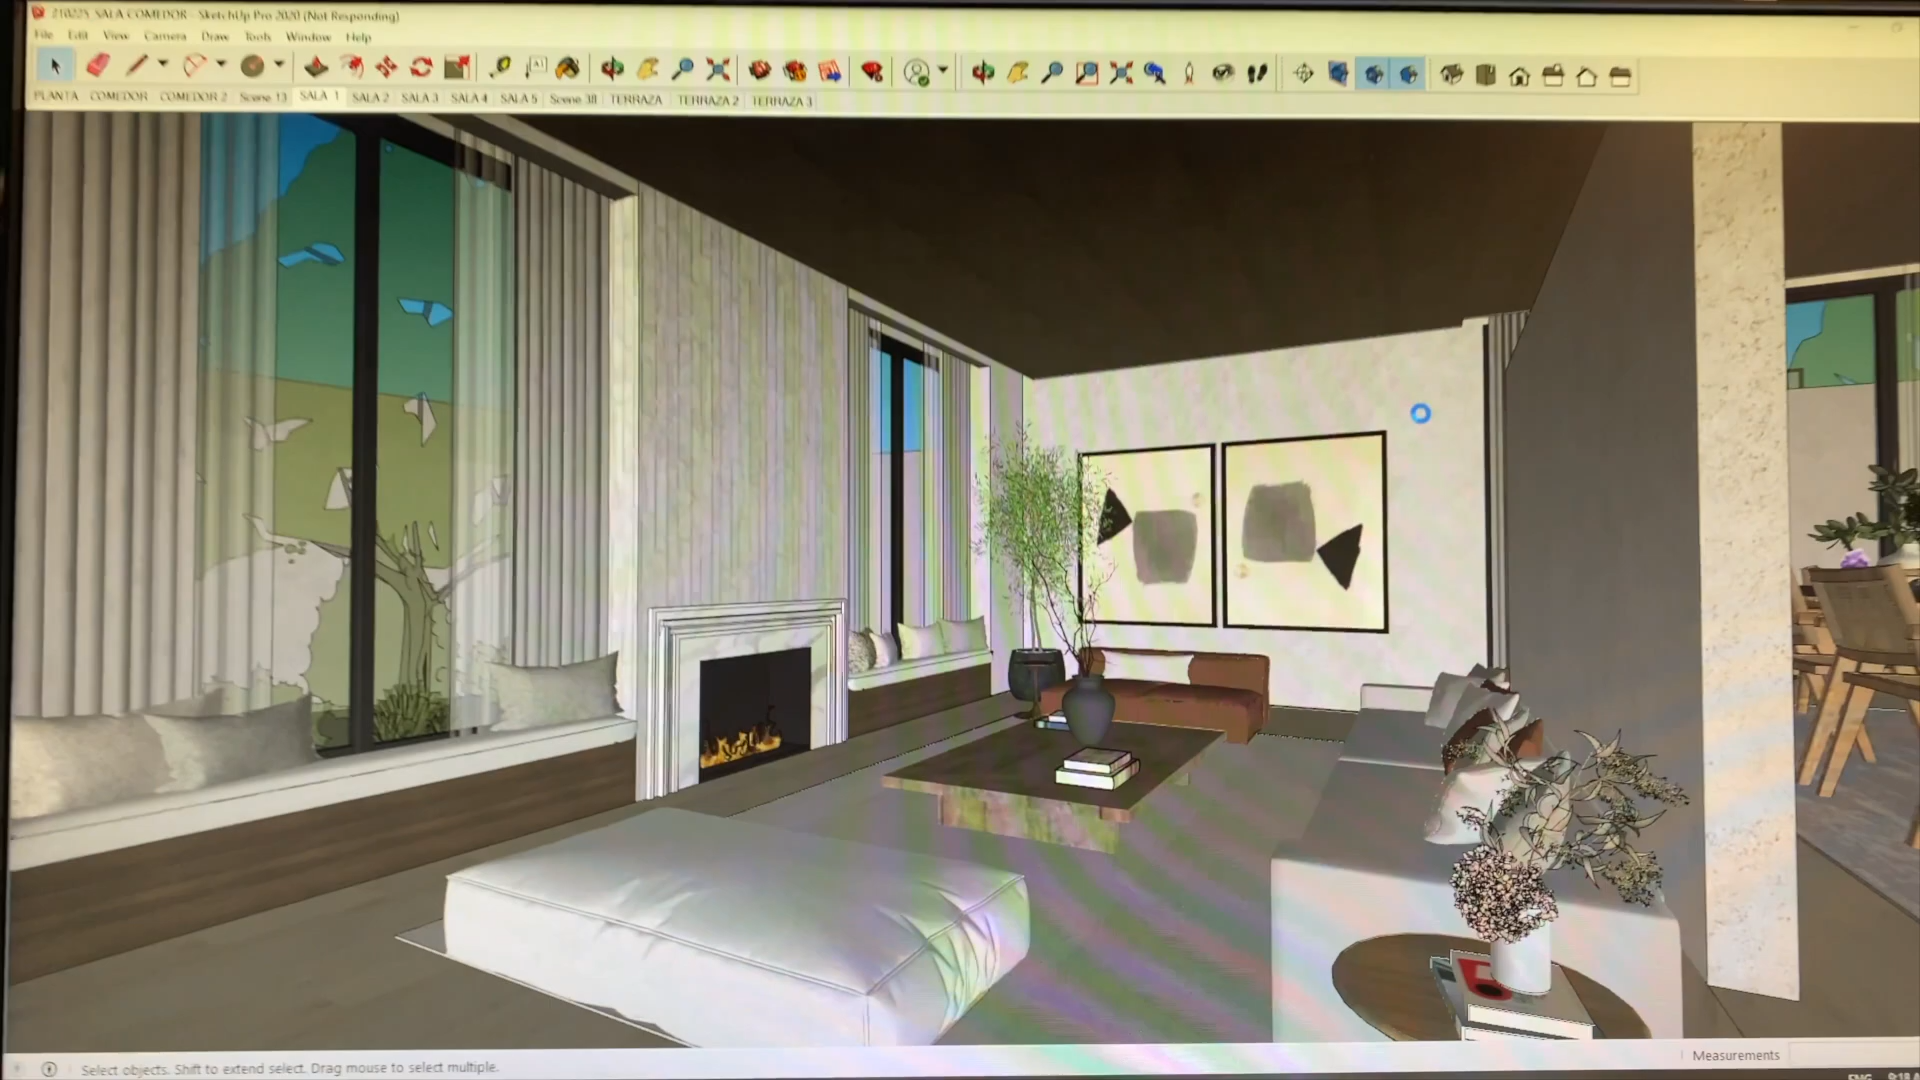 210225_SALA COMEDOR - SketchUp Pro 2020 (Not Responding)
File Edit View Camera Draw Tools Window Help
PLANTA COMEDOR COMEDOR 2 Scene 13 SALA 1 SALA 2 SALA 3 SALA 4 SALA 5 Scene 38 TERRAZA TERRAZA 2 TERRAZA 3
Select objects. Shift to extend select. Drag mouse to select multiple.
Measurements
ENG